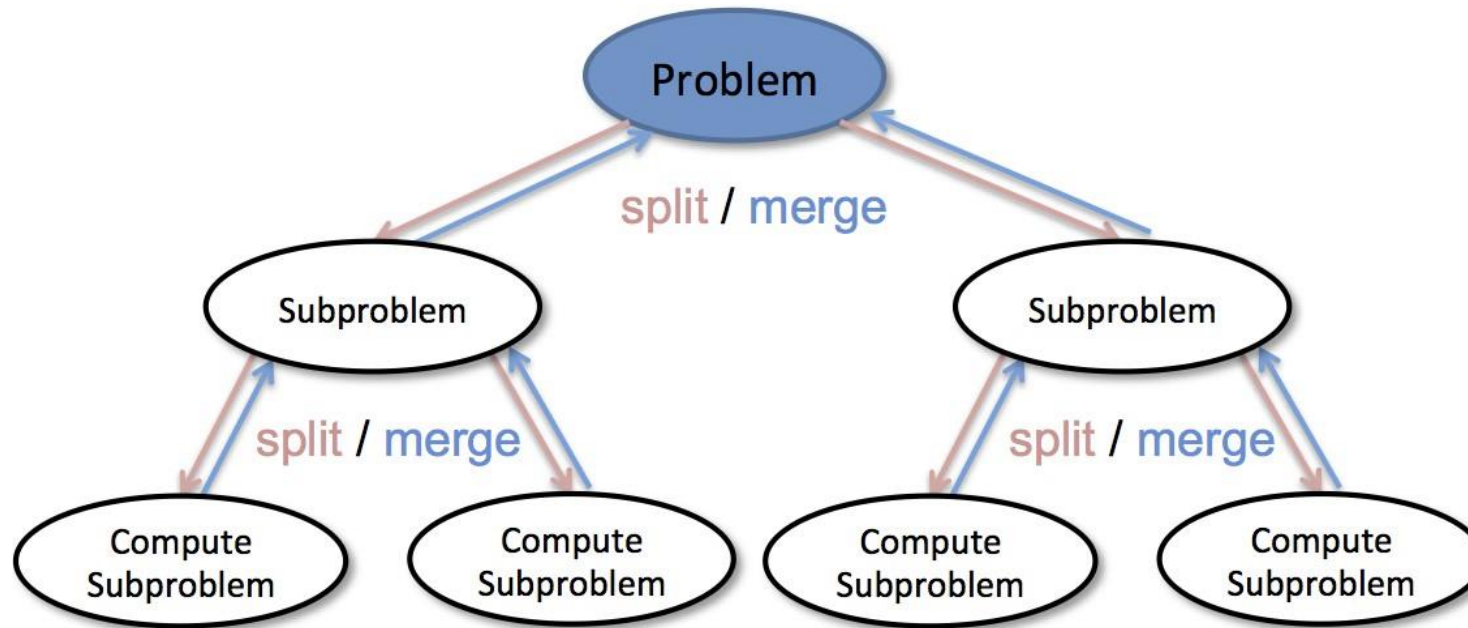 Problem
split / merge
Subproblem
Subproblem
split / merge
split / merge
Compute
Subproblem
Compute
Subproblem
Compute
Subproblem
Compute
Subproblem